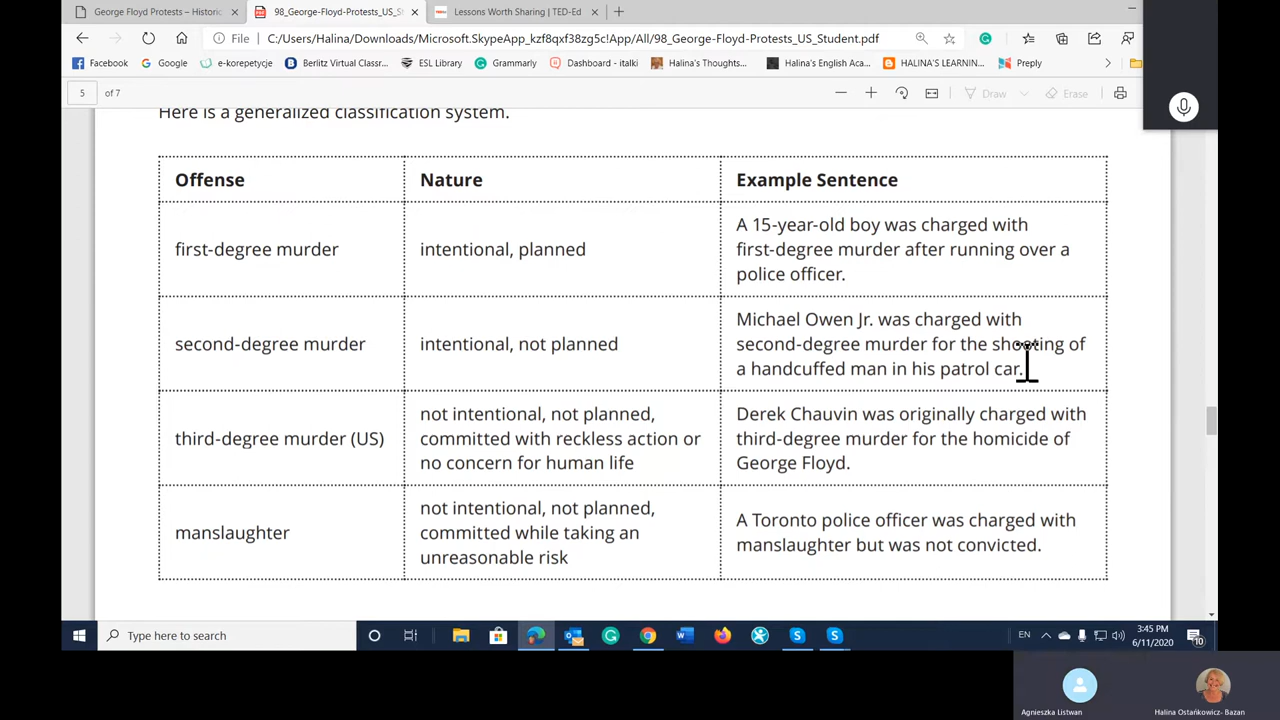 George Floyd Protests – Historic
98_George-Floyd-Protests_US_S
Lessons Worth Sharing | TED-Ed
File
C:/Users/Halina/Downloads/Microsoft.SkypeApp_kzf8qxf38zg5c!App/All/98_George-Floyd-Protests_US_Student.pdf
Facebook
Google
e-korepetycje
Berlitz Virtual Classr...
ESL Library
Grammarly
Dashboard - italki
Halina's Thoughts...
Halina's English Aca...
HALINA'S LEARNIN...
Preply
5 of 7
Draw
Erase
Here is a generalized classification system.
Offense
Nature
Example Sentence
first-degree murder
intentional, planned
A 15-year-old boy was charged with
first-degree murder after running over a
police officer.
second-degree murder
intentional, not planned
Michael Owen Jr. was charged with
second-degree murder for the shooting of
a handcuffed man in his patrol car.
third-degree murder (US)
not intentional, not planned,
committed with reckless action or
no concern for human life
Derek Chauvin was originally charged with
third-degree murder for the homicide of
George Floyd.
manslaughter
not intentional, not planned,
committed while taking an
unreasonable risk
A Toronto police officer was charged with
manslaughter but was not convicted.
Type here to search
EN
3:45 PM
6/11/2020
10
Agnieszka Listwan
Halina Ostańkowicz- Bazan